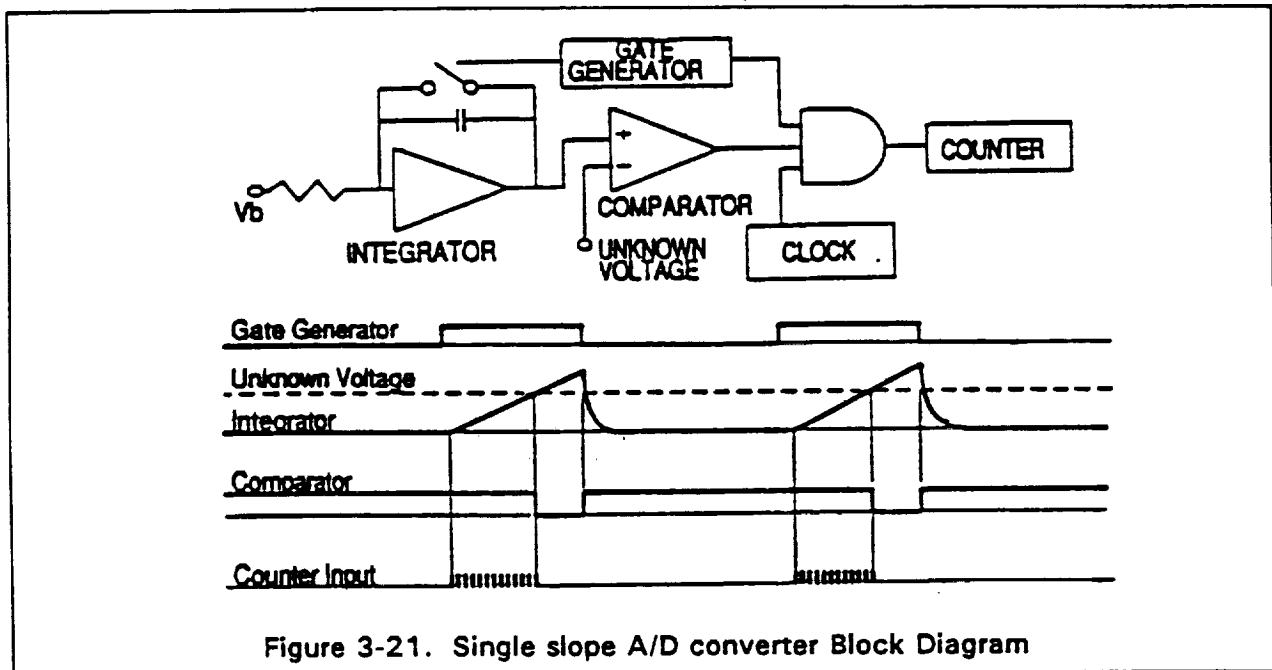 GATE
GENERATOR
+
−
COUNTER
Vb
COMPARATOR
INTEGRATOR
UNKNOWN
VOLTAGE
CLOCK
Gate Generator
Unknown Voltage
Integrator
Comparator
Counter Input
Figure 3-21. Single slope A/D converter Block Diagram